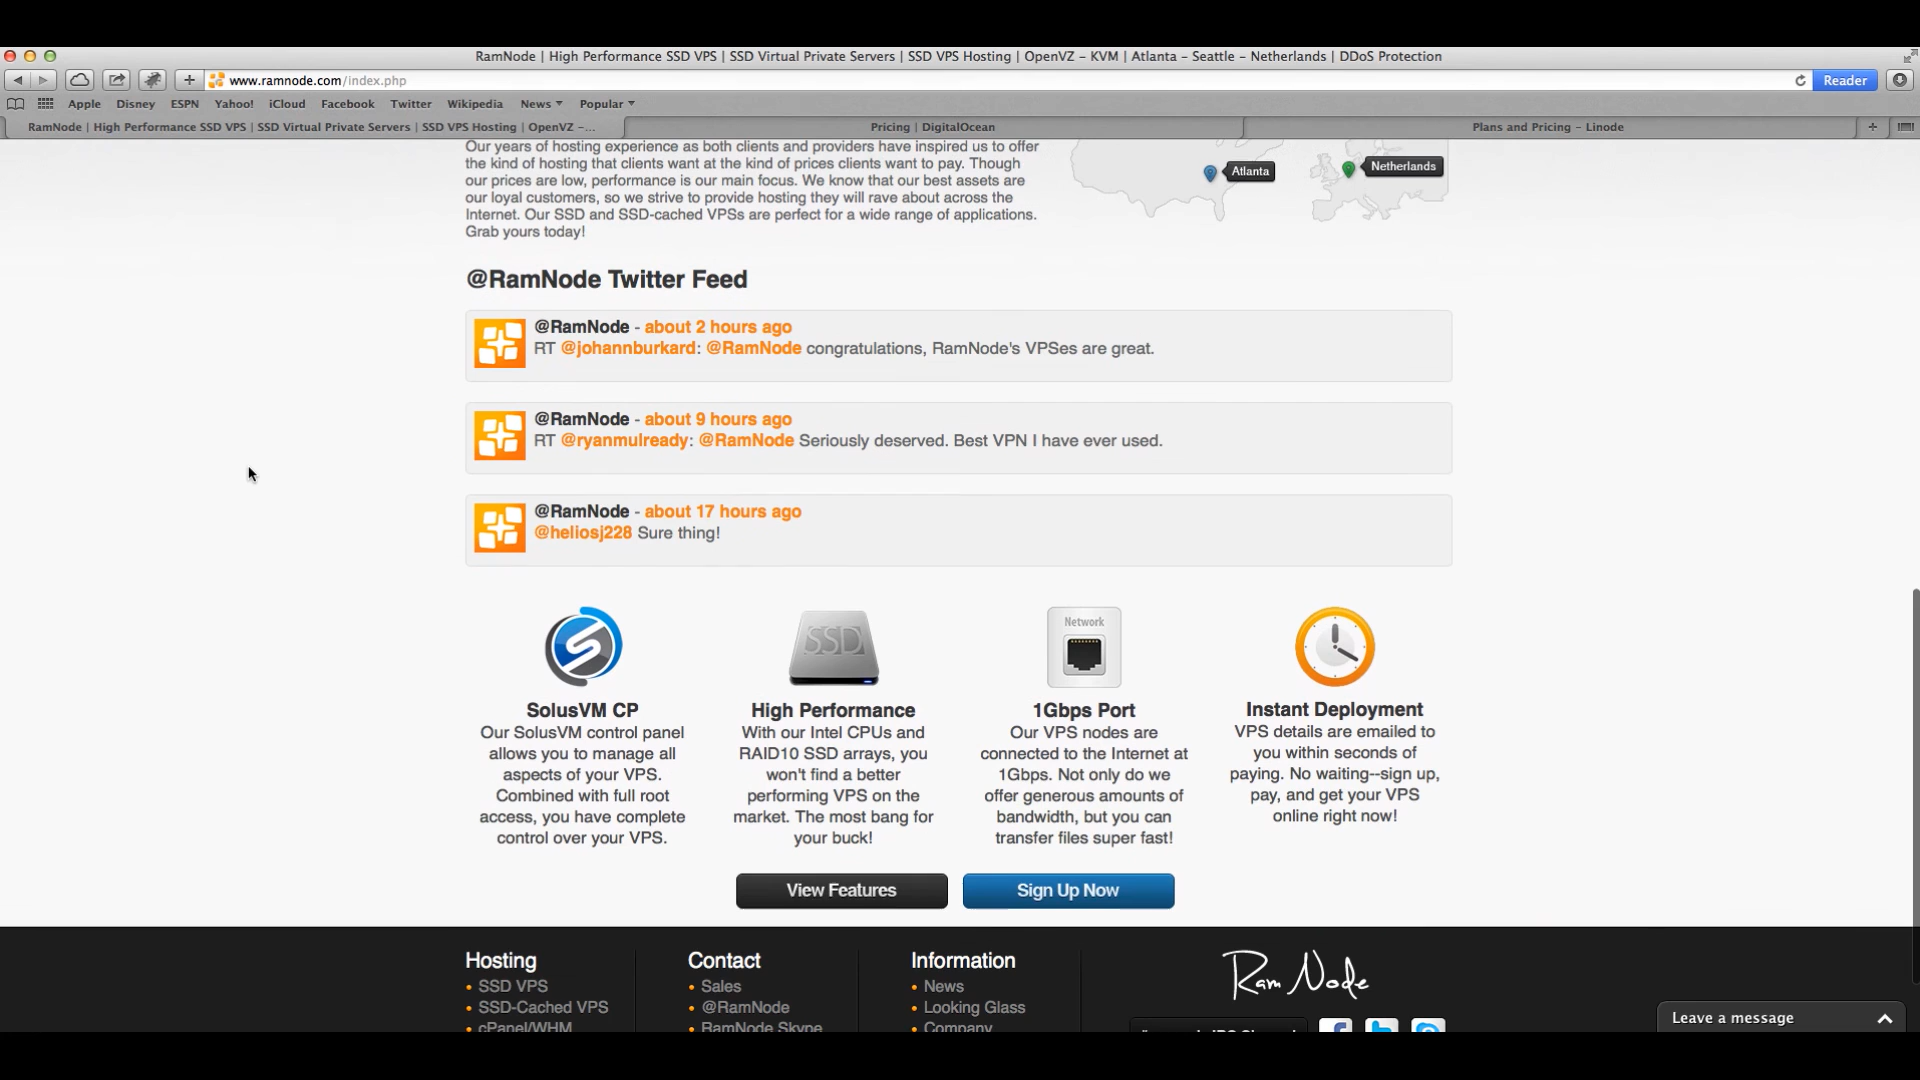 RamNode | High Performance SSD VPS | SSD Virtual Private Servers | SSD VPS Hosting | OpenVZ – KVM | Atlanta – Seattle – Netherlands | DDoS Protection
www.ramnode.com/index.php
Reader
Apple Disney ESPN Yahoo! iCloud Facebook Twitter Wikipedia News Popular
RamNode | High Performance SSD VPS | SSD Virtual Private Servers | SSD VPS Hosting | OpenVZ –...
Pricing | DigitalOcean
Plans and Pricing – Linode
Our years of hosting experience as both clients and providers have inspired us to offer
the kind of hosting that clients want at the kind of prices clients want to pay. Though
our prices are low, performance is our main focus. We know that our best assets are
our loyal customers, so we strive to provide hosting they will rave about across the
Internet. Our SSD and SSD-cached VPSs are perfect for a wide range of applications.
Grab yours today!
Atlanta
Netherlands
@RamNode Twitter Feed
@RamNode - about 2 hours ago
RT @johannburkard: @RamNode congratulations, RamNode's VPSes are great.
@RamNode - about 9 hours ago
RT @ryanmulready: @RamNode Seriously deserved. Best VPN I have ever used.
@RamNode - about 17 hours ago
@heliosj228 Sure thing!
SolusVM CP
Our SolusVM control panel
allows you to manage all
aspects of your VPS.
Combined with full root
access, you have complete
control over your VPS.
SSD
High Performance
With our Intel CPUs and
RAID10 SSD arrays, you
won't find a better
performing VPS on the
market. The most bang for
your buck!
Network
1Gbps Port
Our VPS nodes are
connected to the Internet at
1Gbps. Not only do we
offer generous amounts of
bandwidth, but you can
transfer files super fast!
Instant Deployment
VPS details are emailed to
you within seconds of
paying. No waiting--sign up,
pay, and get your VPS
online right now!
View Features
Sign Up Now
Hosting
• SSD VPS
• SSD-Cached VPS
• cPanel/WHM
Contact
• Sales
• @RamNode
• RamNode Skype
Information
• News
• Looking Glass
• Company
Ram Node
Leave a message